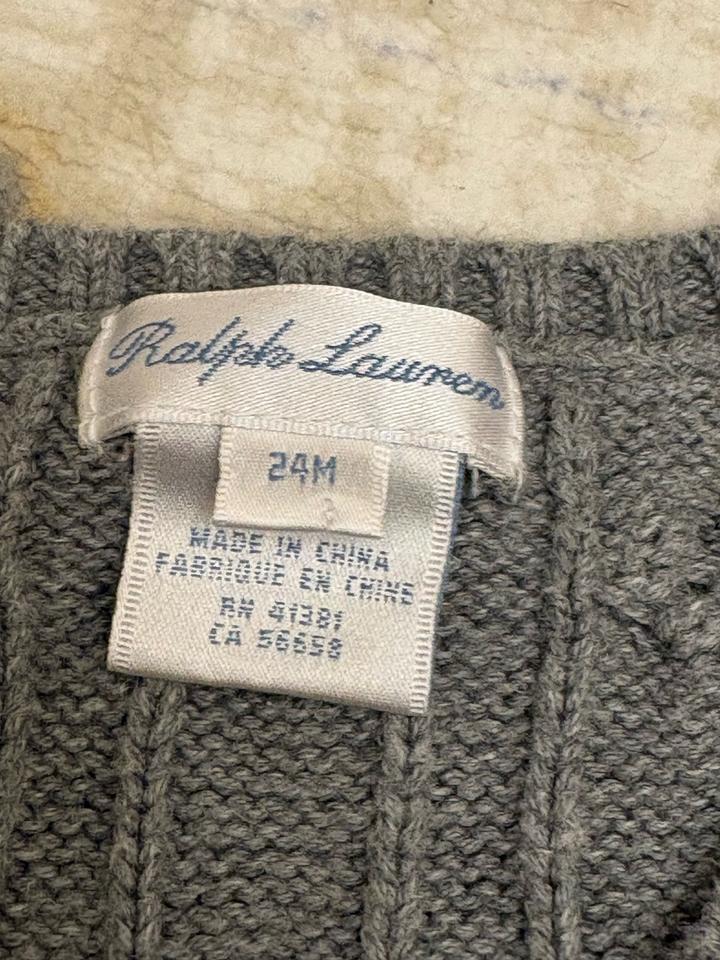 Ralph Lauren
24M
MADE IN CHINA
FABRIQUE EN CHINE
RN 41381
CA 56658